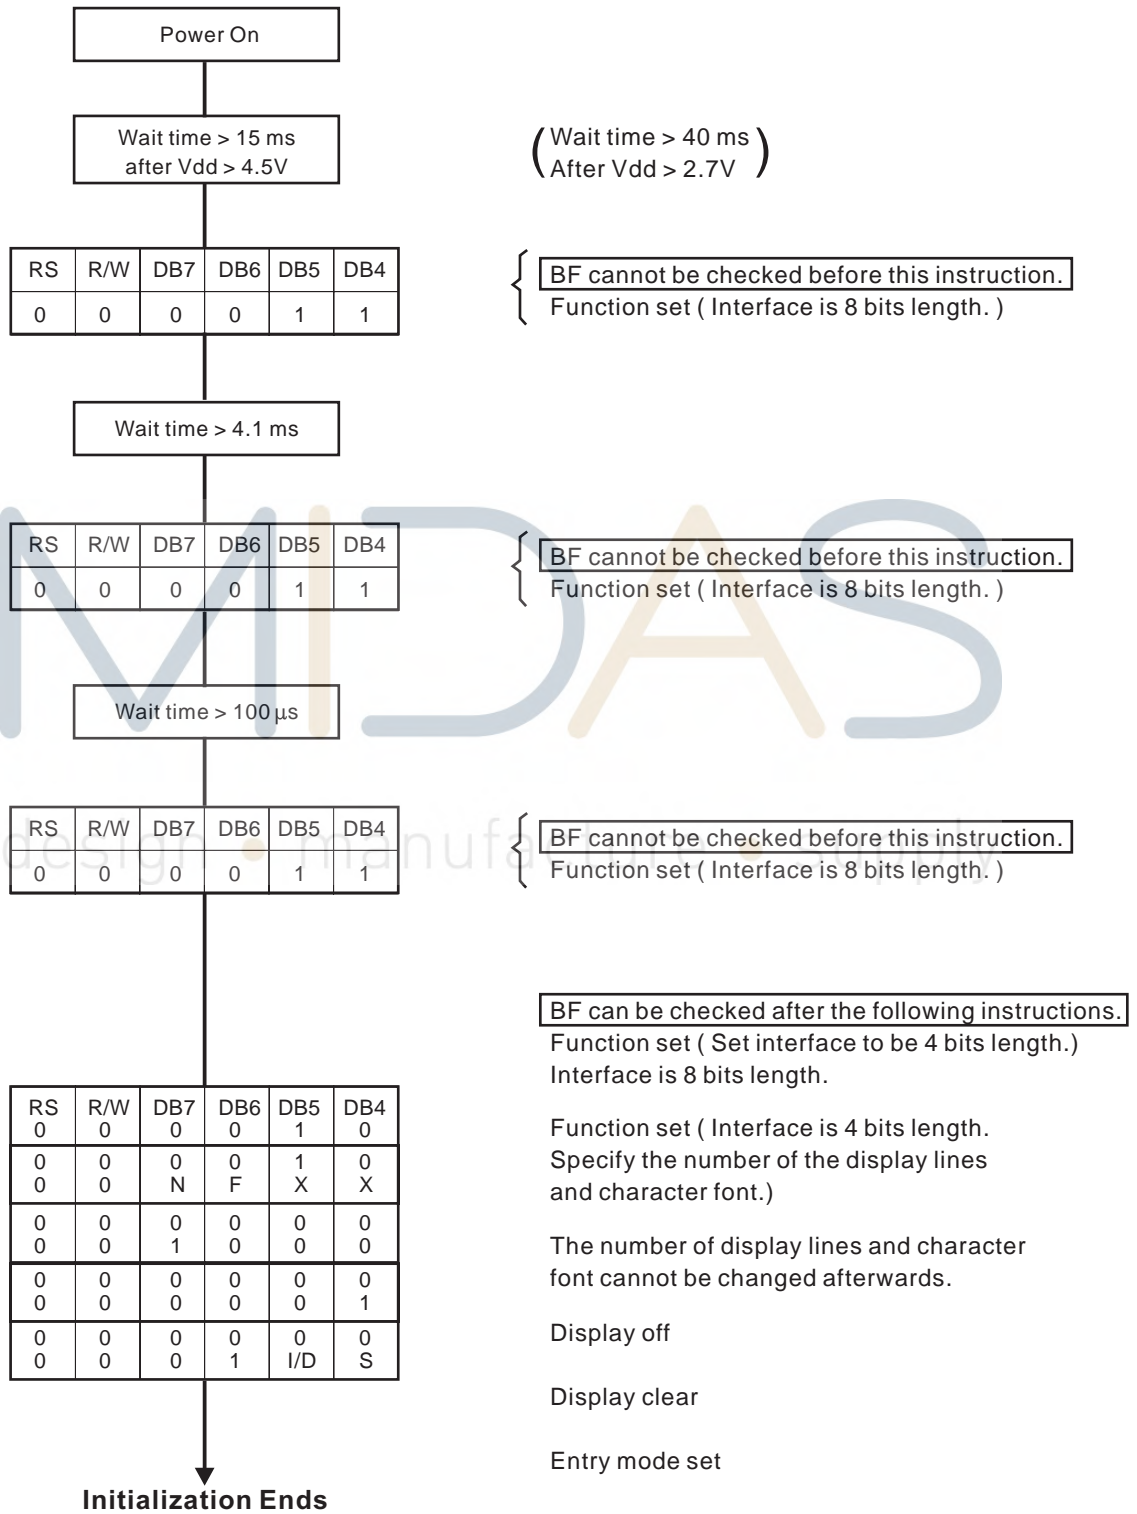 Power On
Wait time > 15 ms
after Vdd > 4.5V
(Wait time > 40 ms
After Vdd > 2.7V)
RS R/W DB7 DB6 DB5 DB4
0 0 0 0 1 1
BF cannot be checked before this instruction.
Function set ( Interface is 8 bits length. )
Wait time > 4.1 ms
RS R/W DB7 DB6 DB5 DB4
0 0 0 0 1 1
BF cannot be checked before this instruction.
Function set ( Interface is 8 bits length. )
MIDAS
Wait time > 100 µs
design • manufacture • supply
RS R/W DB7 DB6 DB5 DB4
0 0 0 0 1 1
BF cannot be checked before this instruction.
Function set ( Interface is 8 bits length. )
BF can be checked after the following instructions.
Function set ( Set interface to be 4 bits length.)
Interface is 8 bits length.
RS R/W DB7 DB6 DB5 DB4
0 0 0 0 1 0
0 0 0 0 1 0
0 0 N F X X
0 0 0 0 0 0
0 0 1 0 0 0
0 0 0 0 0 0
0 0 0 0 0 1
0 0 0 0 0 0
0 0 0 1 I/D S
Function set ( Interface is 4 bits length.
Specify the number of the display lines
and character font.)
The number of display lines and character
font cannot be changed afterwards.
Display off
Display clear
Entry mode set
Initialization Ends